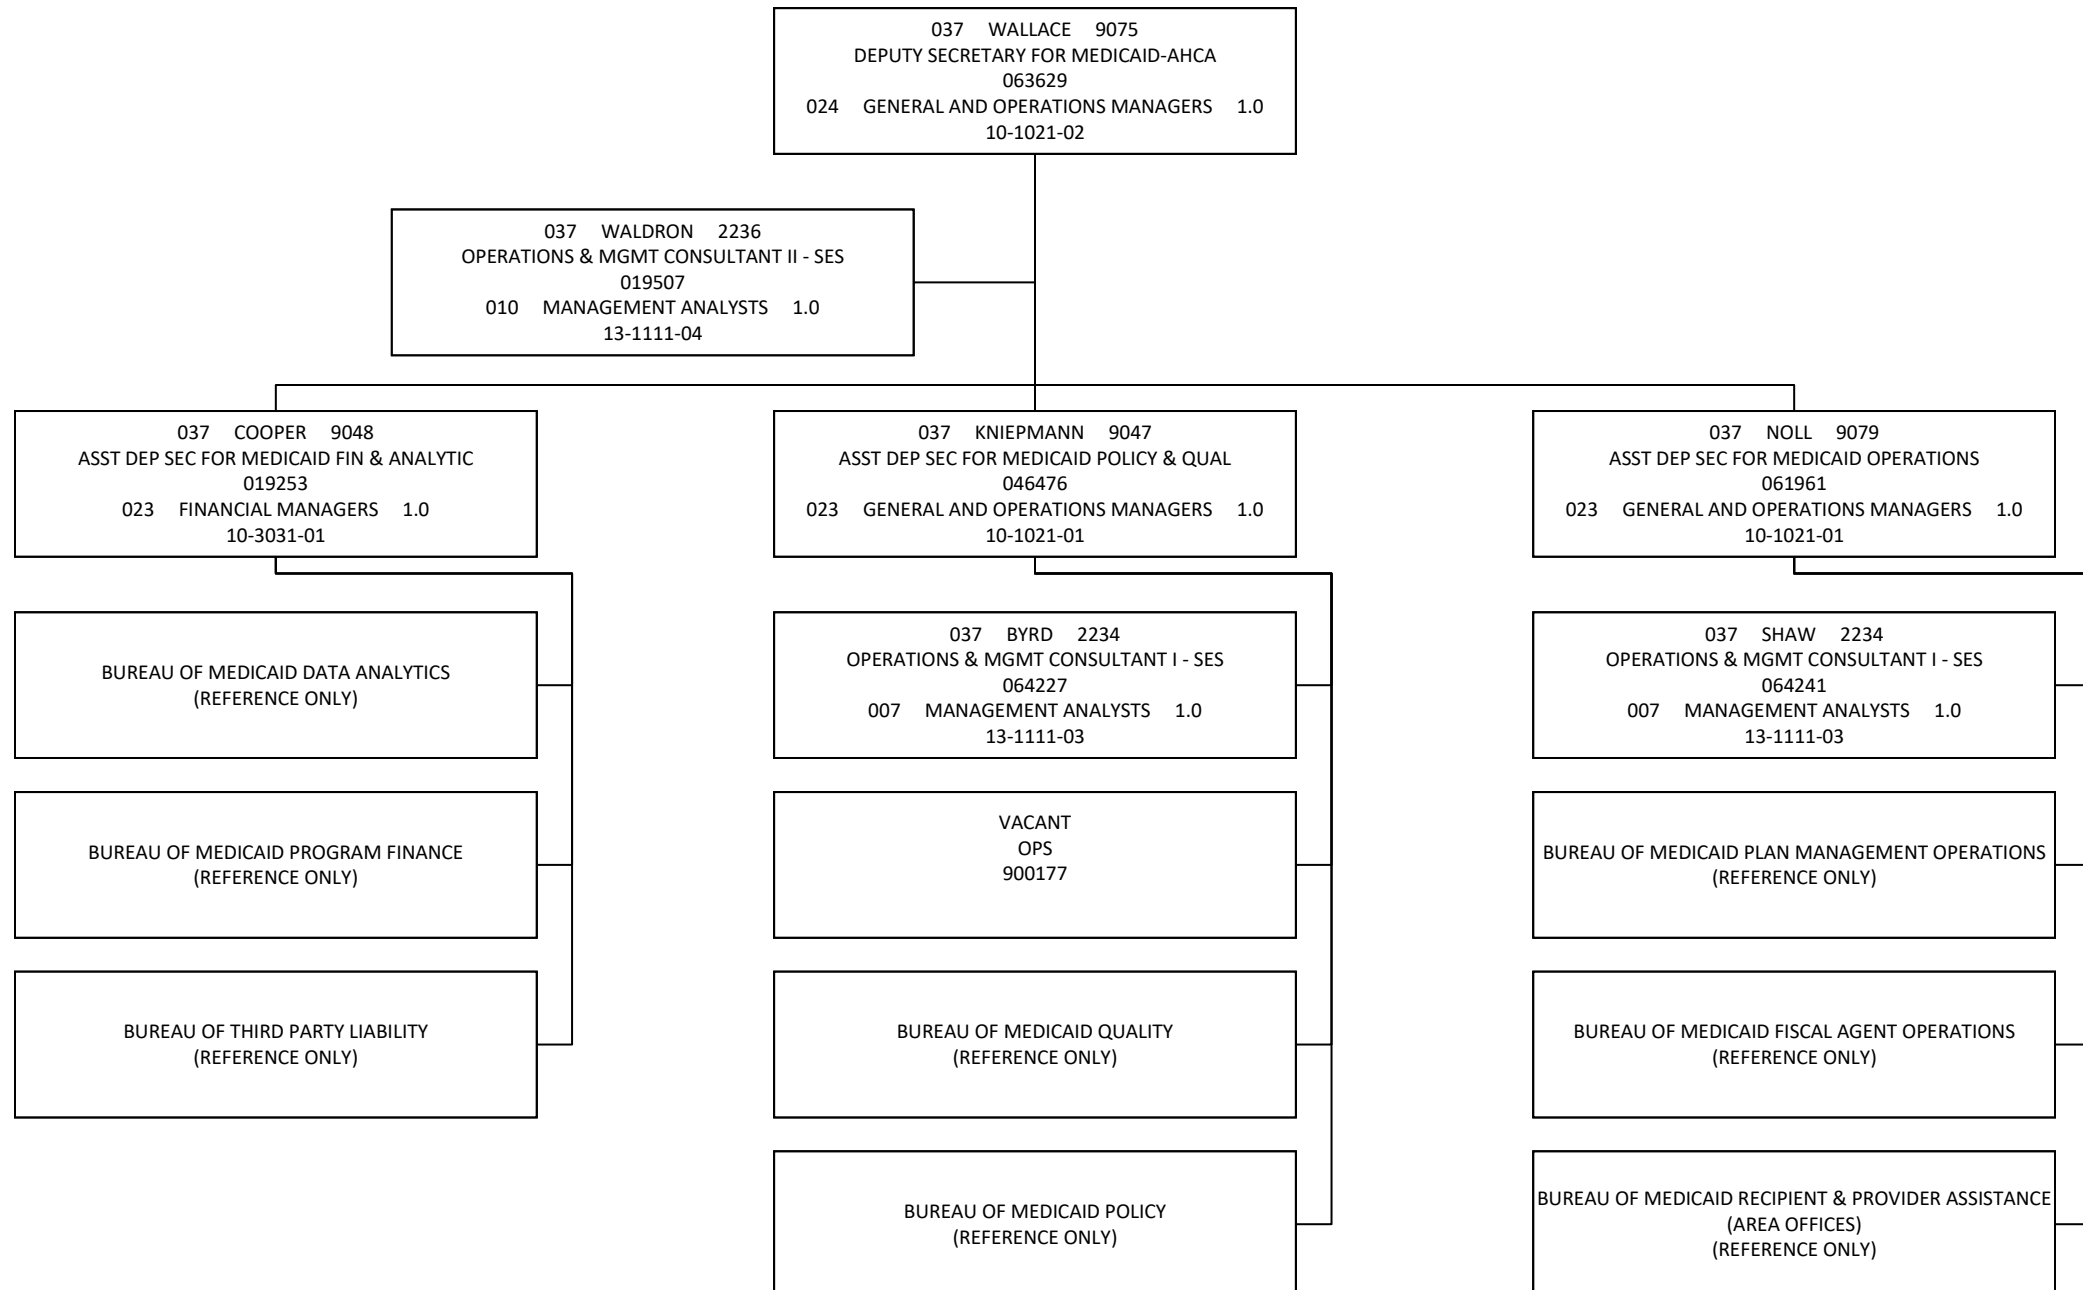 037 WALLACE 9075
DEPUTY SECRETARY FOR MEDICAID-AHCA
063629
024 GENERAL AND OPERATIONS MANAGERS 1.0
10-1021-02
037 WALDRON 2236
OPERATIONS & MGMT CONSULTANT II - SES
019507
010 MANAGEMENT ANALYSTS 1.0
13-1111-04
037 COOPER 9048
ASST DEP SEC FOR MEDICAID FIN & ANALYTIC
019253
023 FINANCIAL MANAGERS 1.0
10-3031-01
037 KNIEPMANN 9047
ASST DEP SEC FOR MEDICAID POLICY & QUAL
046476
023 GENERAL AND OPERATIONS MANAGERS 1.0
10-1021-01
037 NOLL 9079
ASST DEP SEC FOR MEDICAID OPERATIONS
061961
023 GENERAL AND OPERATIONS MANAGERS 1.0
10-1021-01
BUREAU OF MEDICAID DATA ANALYTICS
(REFERENCE ONLY)
037 BYRD 2234
OPERATIONS & MGMT CONSULTANT I - SES
064227
007 MANAGEMENT ANALYSTS 1.0
13-1111-03
037 SHAW 2234
OPERATIONS & MGMT CONSULTANT I - SES
064241
007 MANAGEMENT ANALYSTS 1.0
13-1111-03
BUREAU OF MEDICAID PROGRAM FINANCE
(REFERENCE ONLY)
VACANT
OPS
900177
BUREAU OF MEDICAID PLAN MANAGEMENT OPERATIONS
(REFERENCE ONLY)
BUREAU OF THIRD PARTY LIABILITY
(REFERENCE ONLY)
BUREAU OF MEDICAID QUALITY
(REFERENCE ONLY)
BUREAU OF MEDICAID FISCAL AGENT OPERATIONS
(REFERENCE ONLY)
BUREAU OF MEDICAID POLICY
(REFERENCE ONLY)
BUREAU OF MEDICAID RECIPIENT & PROVIDER ASSISTANCE
(AREA OFFICES)
(REFERENCE ONLY)